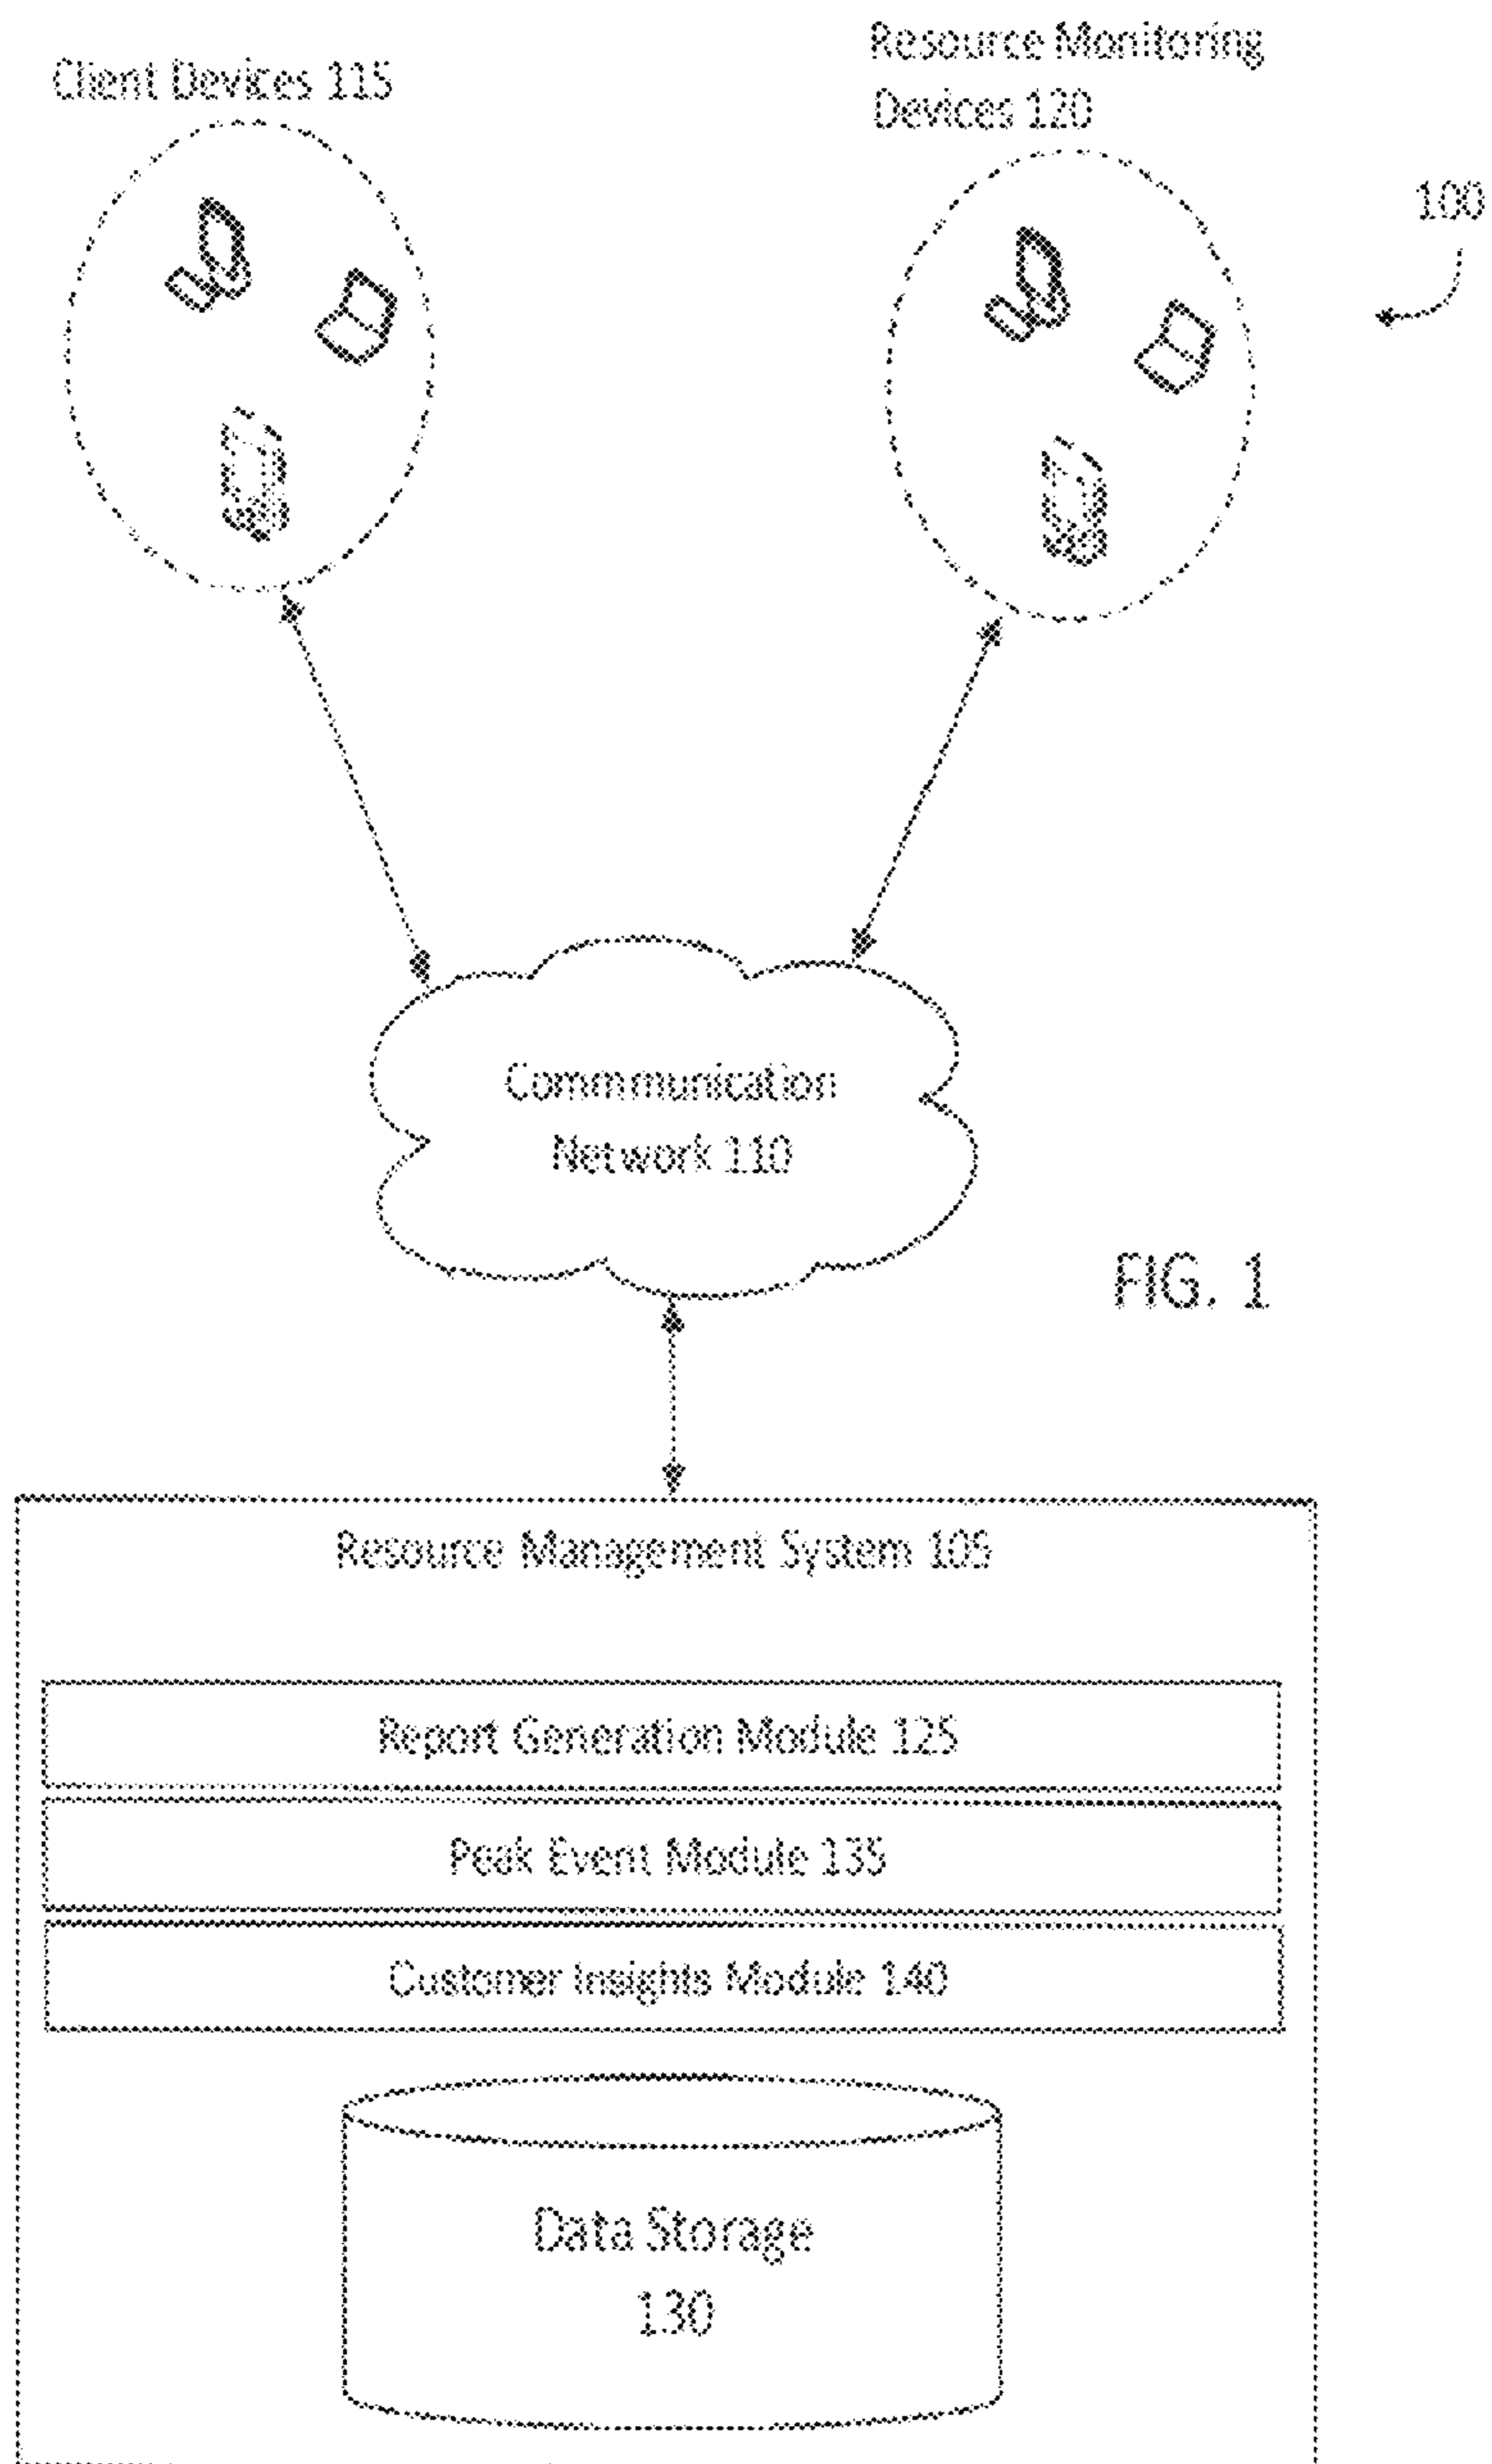 Client Devices 115
Resource Monitoring
Devices 120
100
Commmunication
Network 110
FIG. 1
Resource Management System 105
Report Generation Module 125
Peak Event Module 135
Customer Insights Module 140
Data Storage
130